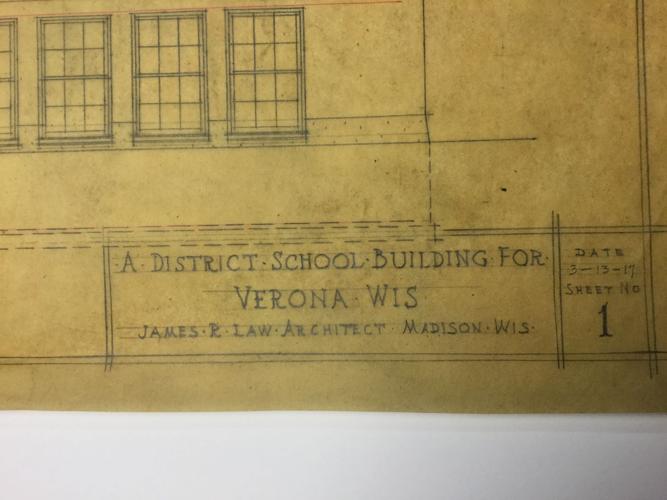 A·DISTRICT·SCHOOL·BUILDING·FOR·
VERONA·WIS
JAMES·R·LAW·ARCHITECT·MADISON·WIS·
DATE
3-13-17
SHEET NO
1